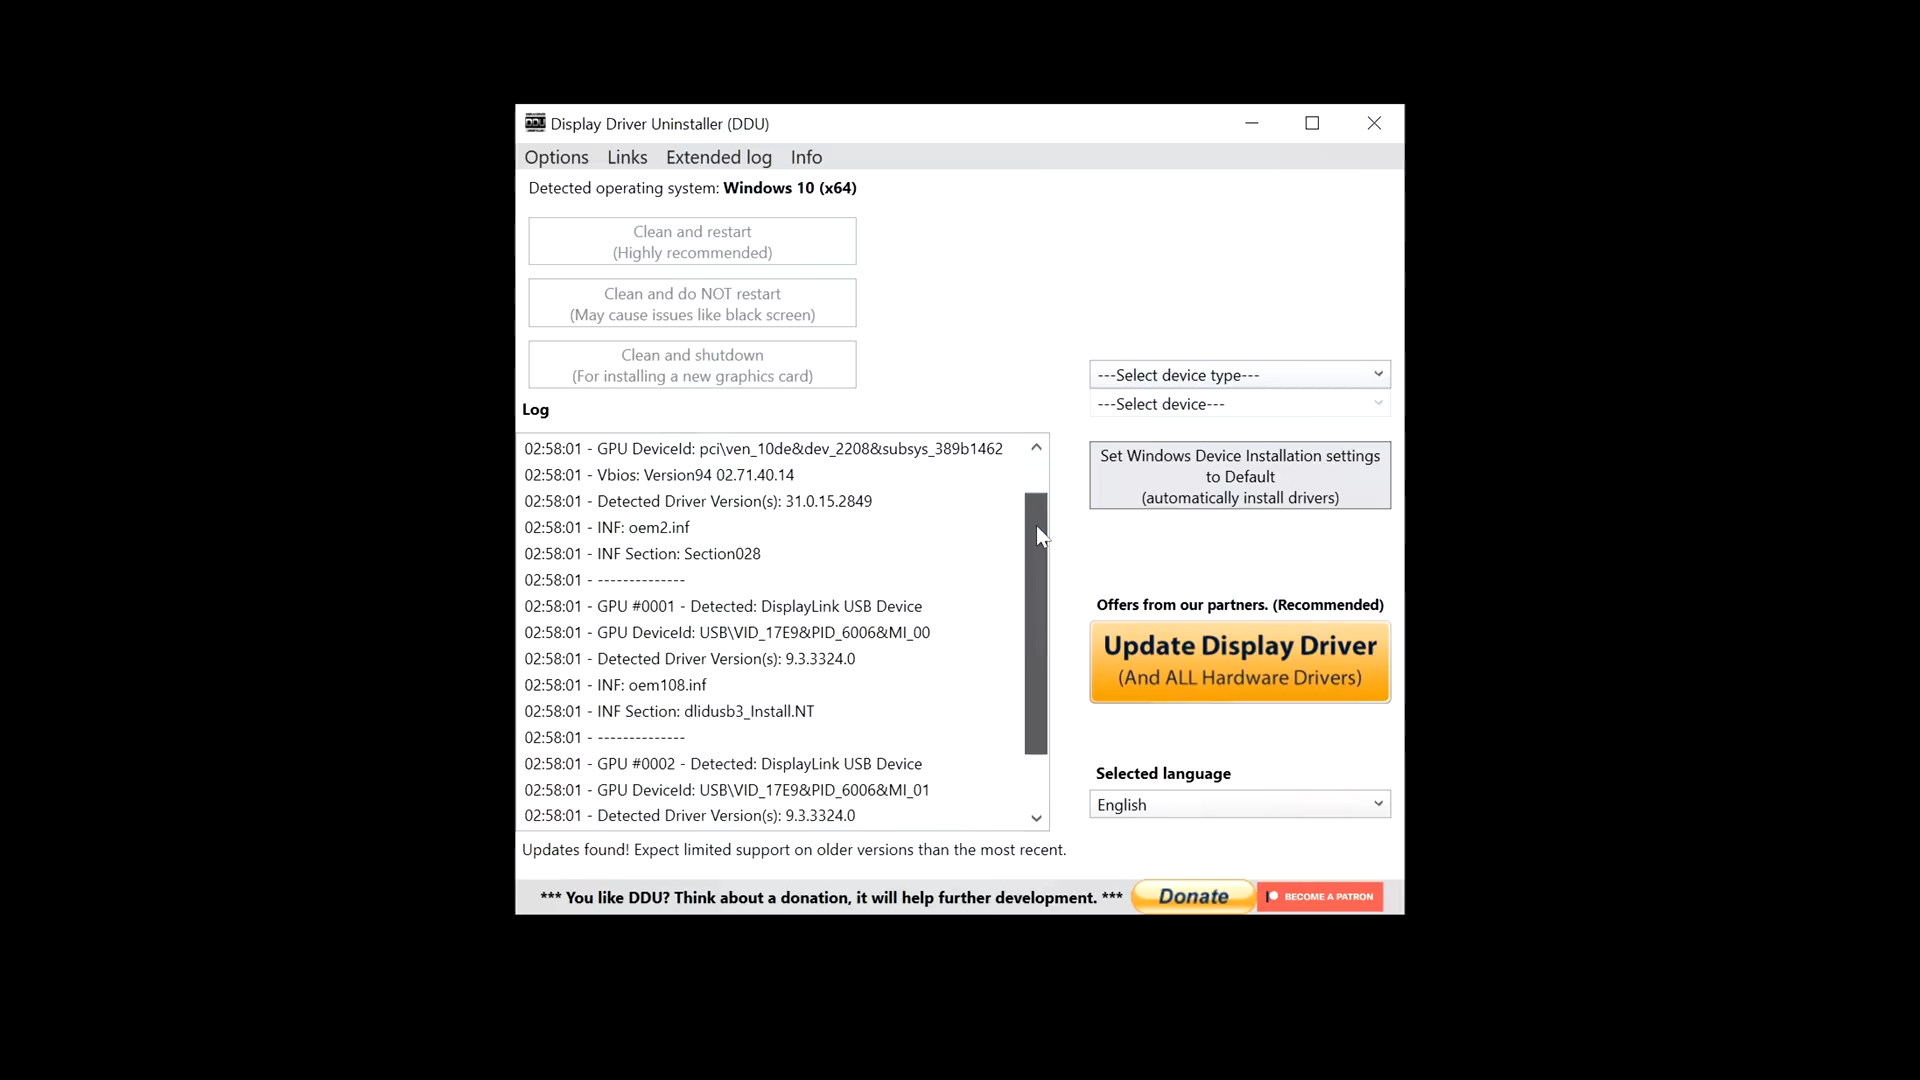 Display Driver Uninstaller (DDU)
Options Links Extended log Info
Detected operating system: Windows 10 (x64)
Clean and restart
(Highly recommended)
Clean and do NOT restart
(May cause issues like black screen)
Clean and shutdown
(For installing a new graphics card)
---Select device type---
---Select device---
Log
02:58:01 - GPU DeviceId: pci\ven_10de&dev_2208&subsys_389b1462
02:58:01 - Vbios: Version94 02.71.40.14
02:58:01 - Detected Driver Version(s): 31.0.15.2849
02:58:01 - INF: oem2.inf
02:58:01 - INF Section: Section028
02:58:01 - --------------
02:58:01 - GPU #0001 - Detected: DisplayLink USB Device
02:58:01 - GPU DeviceId: USB\VID_17E9&PID_6006&MI_00
02:58:01 - Detected Driver Version(s): 9.3.3324.0
02:58:01 - INF: oem108.inf
02:58:01 - INF Section: dlidusb3_Install.NT
02:58:01 - --------------
02:58:01 - GPU #0002 - Detected: DisplayLink USB Device
02:58:01 - GPU DeviceId: USB\VID_17E9&PID_6006&MI_01
02:58:01 - Detected Driver Version(s): 9.3.3324.0
Set Windows Device Installation settings
to Default
(automatically install drivers)
Offers from our partners. (Recommended)
Update Display Driver
(And ALL Hardware Drivers)
Selected language
English
Updates found! Expect limited support on older versions than the most recent.
*** You like DDU? Think about a donation, it will help further development. ***
Donate
BECOME A PATRON